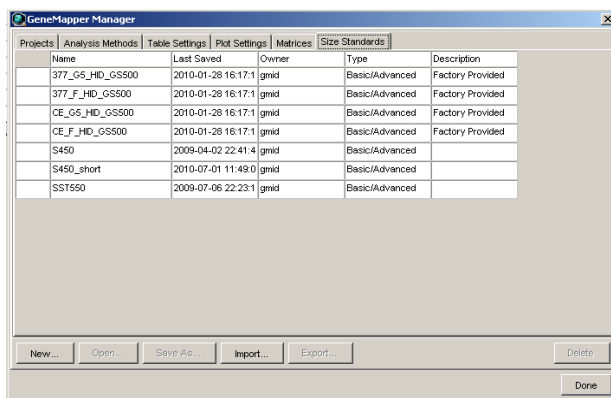 GeneMapper Manager
Projects Analysis Methods Table Settings Plot Settings Matrices Size Standards
Name Last Saved Owner Type Description
377_G5_HID_GS500 2010-01-28 16:17:1 gmid Basic/Advanced Factory Provided
377_F_HID_GS500 2010-01-28 16:17:1 gmid Basic/Advanced Factory Provided
CE_G5_HID_GS500 2010-01-28 16:17:1 gmid Basic/Advanced Factory Provided
CE_F_HID_GS500 2010-01-28 16:17:1 gmid Basic/Advanced Factory Provided
S450 2009-04-02 22:41:4 gmid Basic/Advanced
S450_short 2010-07-01 11:49:0 gmid Basic/Advanced
SST550 2009-07-06 22:23:1 gmid Basic/Advanced
New... Open... Save As... Import... Export... Delete
Done